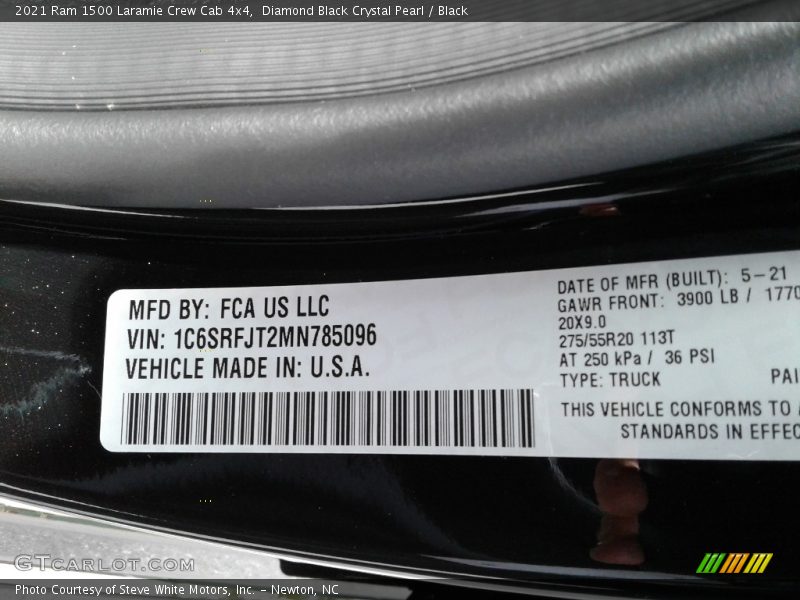 2021 Ram 1500 Laramie Crew Cab 4x4, Diamond Black Crystal Pearl / Black
MFD BY: FCA US LLC
VIN: 1C6SRFJT2MN785096
VEHICLE MADE IN: U.S.A.
DATE OF MFR (BUILT): 5-21
GAWR FRONT: 3900 LB / 1770
20X9.0
275/55R20 113T
AT 250 kPa / 36 PSI
TYPE: TRUCK PAI
THIS VEHICLE CONFORMS TO
STANDARDS IN EFFEC
GTCARLOT.COM
Photo Courtesy of Steve White Motors, Inc. - Newton, NC